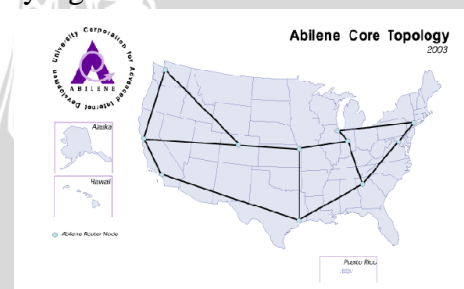 Abilene Core Topology
2003
University Corporation for Advanced Internet Development
ABILENE
Alaska
Hawaii
Abilene Router Node
Puerto Rico